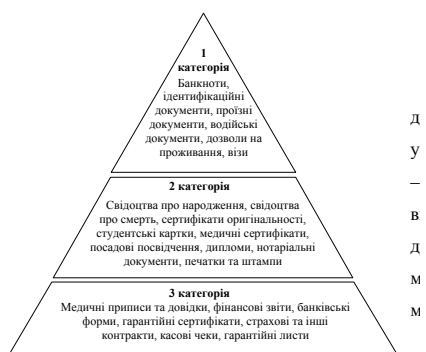 1
категорія
Банкноти,
ідентифікаційні
документи, проїзні
документи, водійські
документи, дозволи на
проживання, візи
2 категорія
Свідоцтва про народження, свідоцтва
про смерть, сертифікати оригінальності,
студентські картки, медичні сертифікати,
посадові посвідчення, дипломи, нотаріальні
документи, печатки та штампи
3 категорія
Медичні приписи та довідки, фінансові звіти, банківські
форми, гарантійні сертифікати, страхові та інші
контракти, касові чеки, гарантійні листи
д
у
–
в
д
м
м